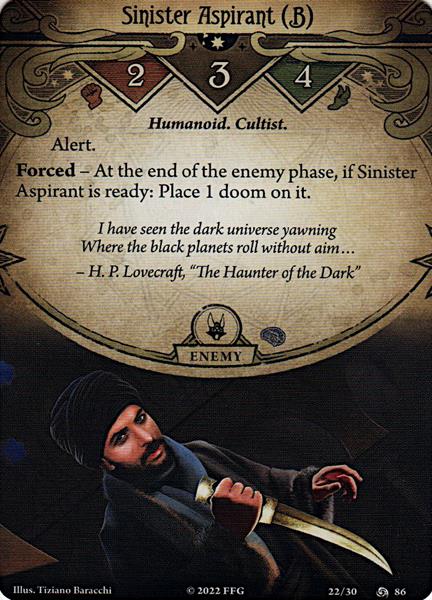 Sinister Aspirant (B)
2 3 4
Humanoid. Cultist.
Alert.
Forced – At the end of the enemy phase, if Sinister
Aspirant is ready: Place 1 doom on it.
I have seen the dark universe yawning
Where the black planets roll without aim…
– H. P. Lovecraft, “The Haunter of the Dark”
ENEMY
Illus. Tiziano Baracchi © 2022 FFG 22/30 86